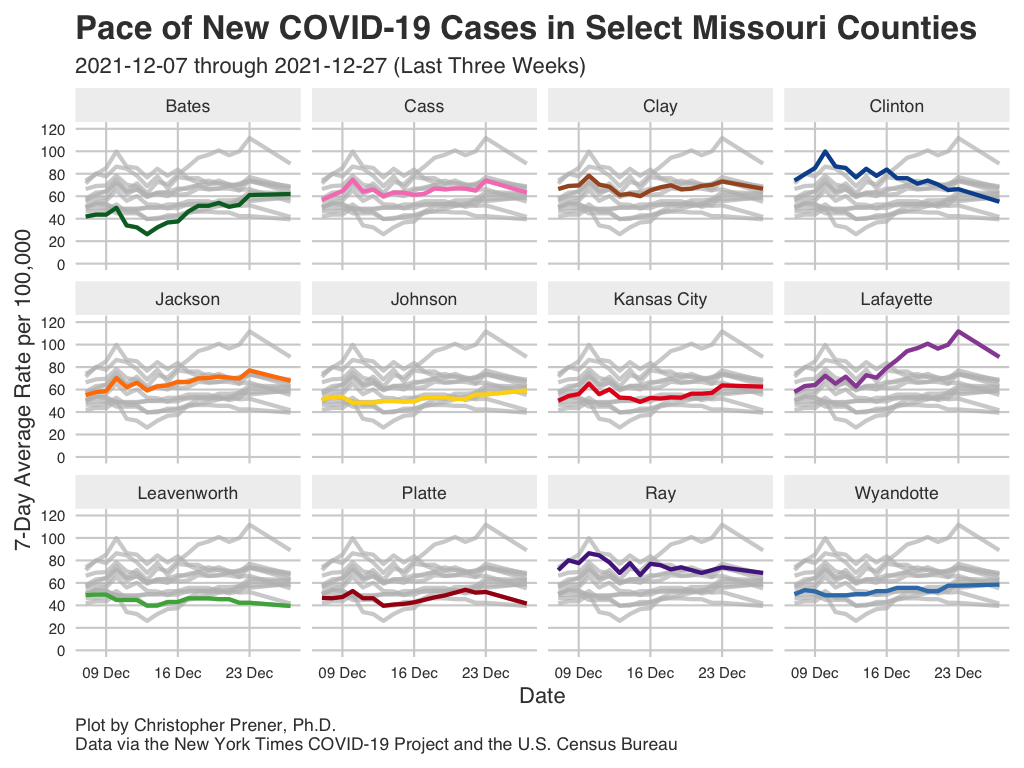 Pace of New COVID-19 Cases in Select Missouri Counties
2021-12-07 through 2021-12-27 (Last Three Weeks)
Bates Cass Clay Clinton
120
100
80
60
40
20
0
Jackson Johnson Kansas City Lafayette
120
100
80
60
40
20
0
Leavenworth Platte Ray Wyandotte
120
100
80
60
40
20
0
7-Day Average Rate per 100,000
09 Dec 16 Dec 23 Dec 09 Dec 16 Dec 23 Dec 09 Dec 16 Dec 23 Dec 09 Dec 16 Dec 23 Dec
Date
Plot by Christopher Prener, Ph.D.
Data via the New York Times COVID-19 Project and the U.S. Census Bureau